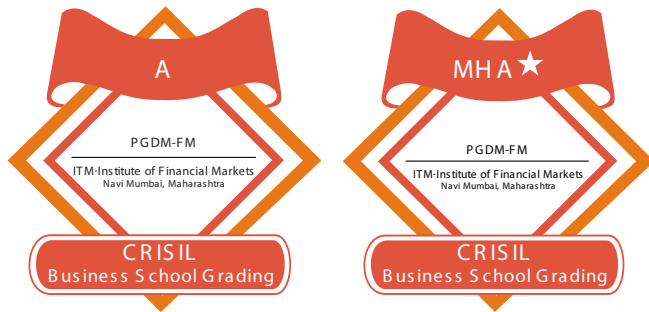 A
PGDM-FM
ITM-Institute of Financial Markets
Navi Mumbai, Maharashtra
CRISIL
Business School Grading
MHA★
PGDM-FM
ITM-Institute of Financial Markets
Navi Mumbai, Maharashtra
CRISIL
Business School Grading